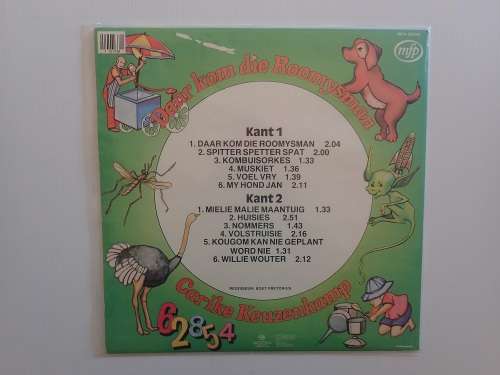 mfp
Daar kom die Roomysman
Kant 1
1. DAAR KOM DIE ROOMYSMAN 2.04
2. SPITTER SPETTER SPAT 2.00
3. KOMBUISORKES 1.33
4. MUSKIET 1.36
5. VOEL VRY 1.39
6. MY HOND JAN 2.11
Kant 2
1. MIELIE MALIE MAANTUIG 1.33
2. HUISIES 2.51
3. NOMMERS 1.43
4. VOLSTRUISIE 2.16
5. KOUGOM KAN NIE GEPLANT
WORD NIE 1.31
6. WILLIE WOUTER 2.12
Carike Keuzenkamp
62854